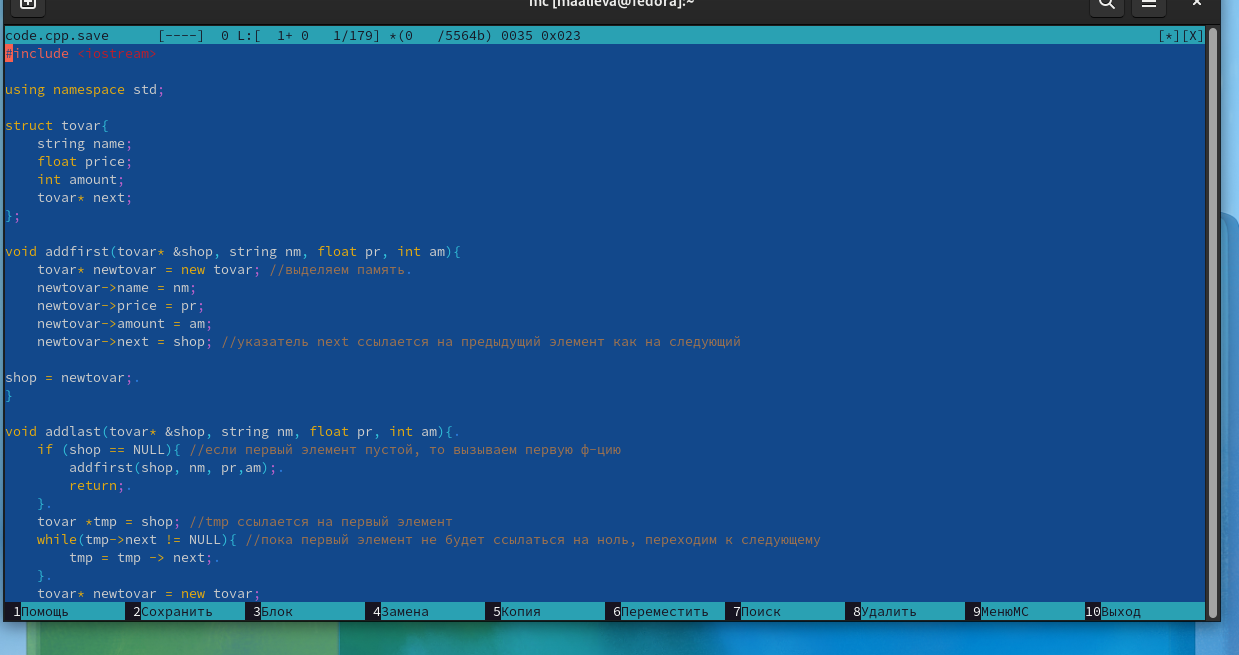 mc [maalieva@fedora]:~
code.cpp.save      [----]  0 L:[  1+ 0   1/179] *(0   /5564b) 0035 0x023      [*][X]
#include <iostream>
using namespace std;
struct tovar{
    string name;
    float price;
    int amount;
    tovar* next;
};
void addfirst(tovar* &shop, string nm, float pr, int am){
    tovar* newtovar = new tovar; //выделяем память.
    newtovar->name = nm;
    newtovar->price = pr;
    newtovar->amount = am;
    newtovar->next = shop; //указатель next ссылается на предыдущий элемент как на следующий
shop = newtovar;.
}
void addlast(tovar* &shop, string nm, float pr, int am){.
    if (shop == NULL){ //если первый элемент пустой, то вызываем первую ф-цию
        addfirst(shop, nm, pr,am);.
        return;.
    }.
    tovar *tmp = shop; //tmp ссылается на первый элемент
    while(tmp->next != NULL){ //пока первый элемент не будет ссылаться на ноль, переходим к следующему
        tmp = tmp -> next;.
    }.
    tovar* newtovar = new tovar;
1Помощь 2Сохранить 3Блок 4Замена 5Копия 6Переместить 7Поиск 8Удалить 9МенюMC 10Выход